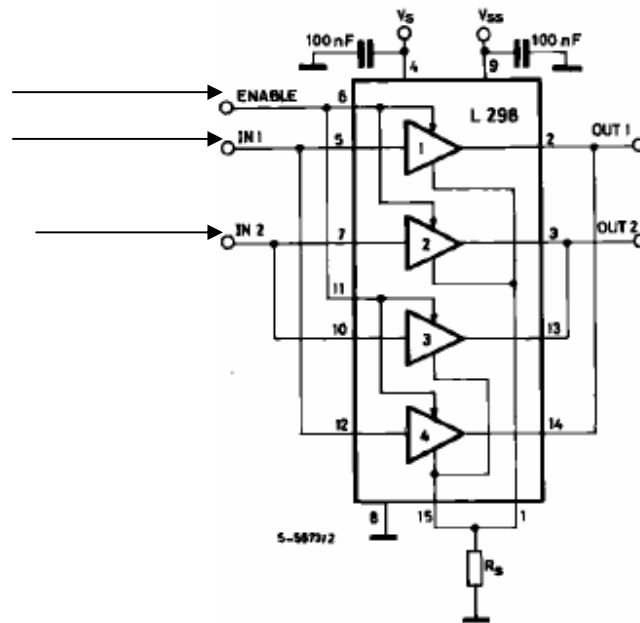 Vs Vss
100 nF 100 nF
4 9
ENABLE 6 L 298
IN 1 5 1 2 OUT 1
IN 2 7 2 3 OUT 2
11
10 3 13
12 4 14
8 15 1
S-5873/2
Rs